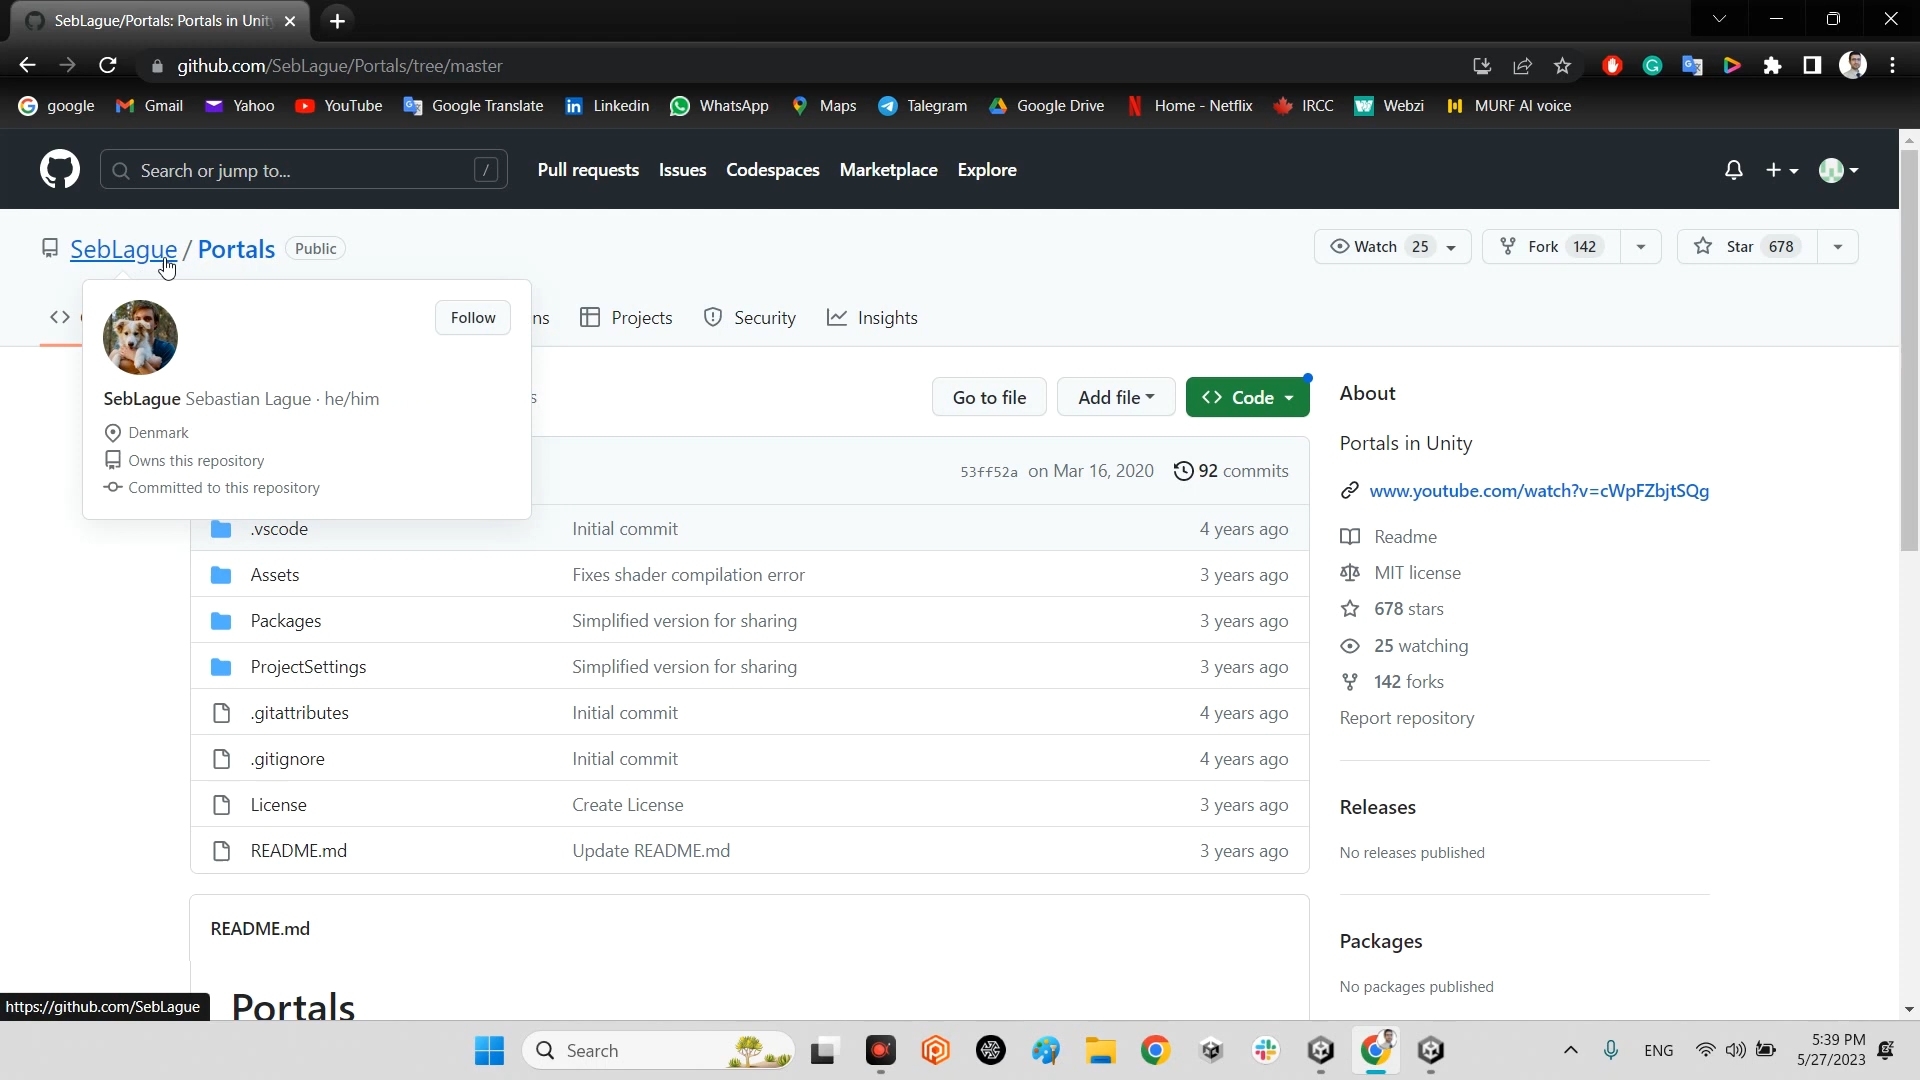 SebLague/Portals: Portals in Unit
github.com/SebLague/Portals/tree/master
google
Gmail
Yahoo
YouTube
Google Translate
Linkedin
WhatsApp
Maps
Talegram
Google Drive
Home - Netflix
IRCC
Webzi
MURF AI voice
Search or jump to...
/
Pull requests
Issues
Codespaces
Marketplace
Explore
SebLague / Portals Public
Watch 25
Fork 142
Star 678
ns
Projects
Security
Insights
Follow
SebLague Sebastian Lague · he/him
Denmark
Owns this repository
Committed to this repository
s
Go to file
Add file
<> Code
53ff52a on Mar 16, 2020 92 commits
.vscode Initial commit 4 years ago
Assets Fixes shader compilation error 3 years ago
Packages Simplified version for sharing 3 years ago
ProjectSettings Simplified version for sharing 3 years ago
.gitattributes Initial commit 4 years ago
.gitignore Initial commit 4 years ago
License Create License 3 years ago
README.md Update README.md 3 years ago
README.md
Portals
About
Portals in Unity
www.youtube.com/watch?v=cWpFZbjtSQg
Readme
MIT license
678 stars
25 watching
142 forks
Report repository
Releases
No releases published
Packages
No packages published
https://github.com/SebLague
Search
ENG
5:39 PM
5/27/2023